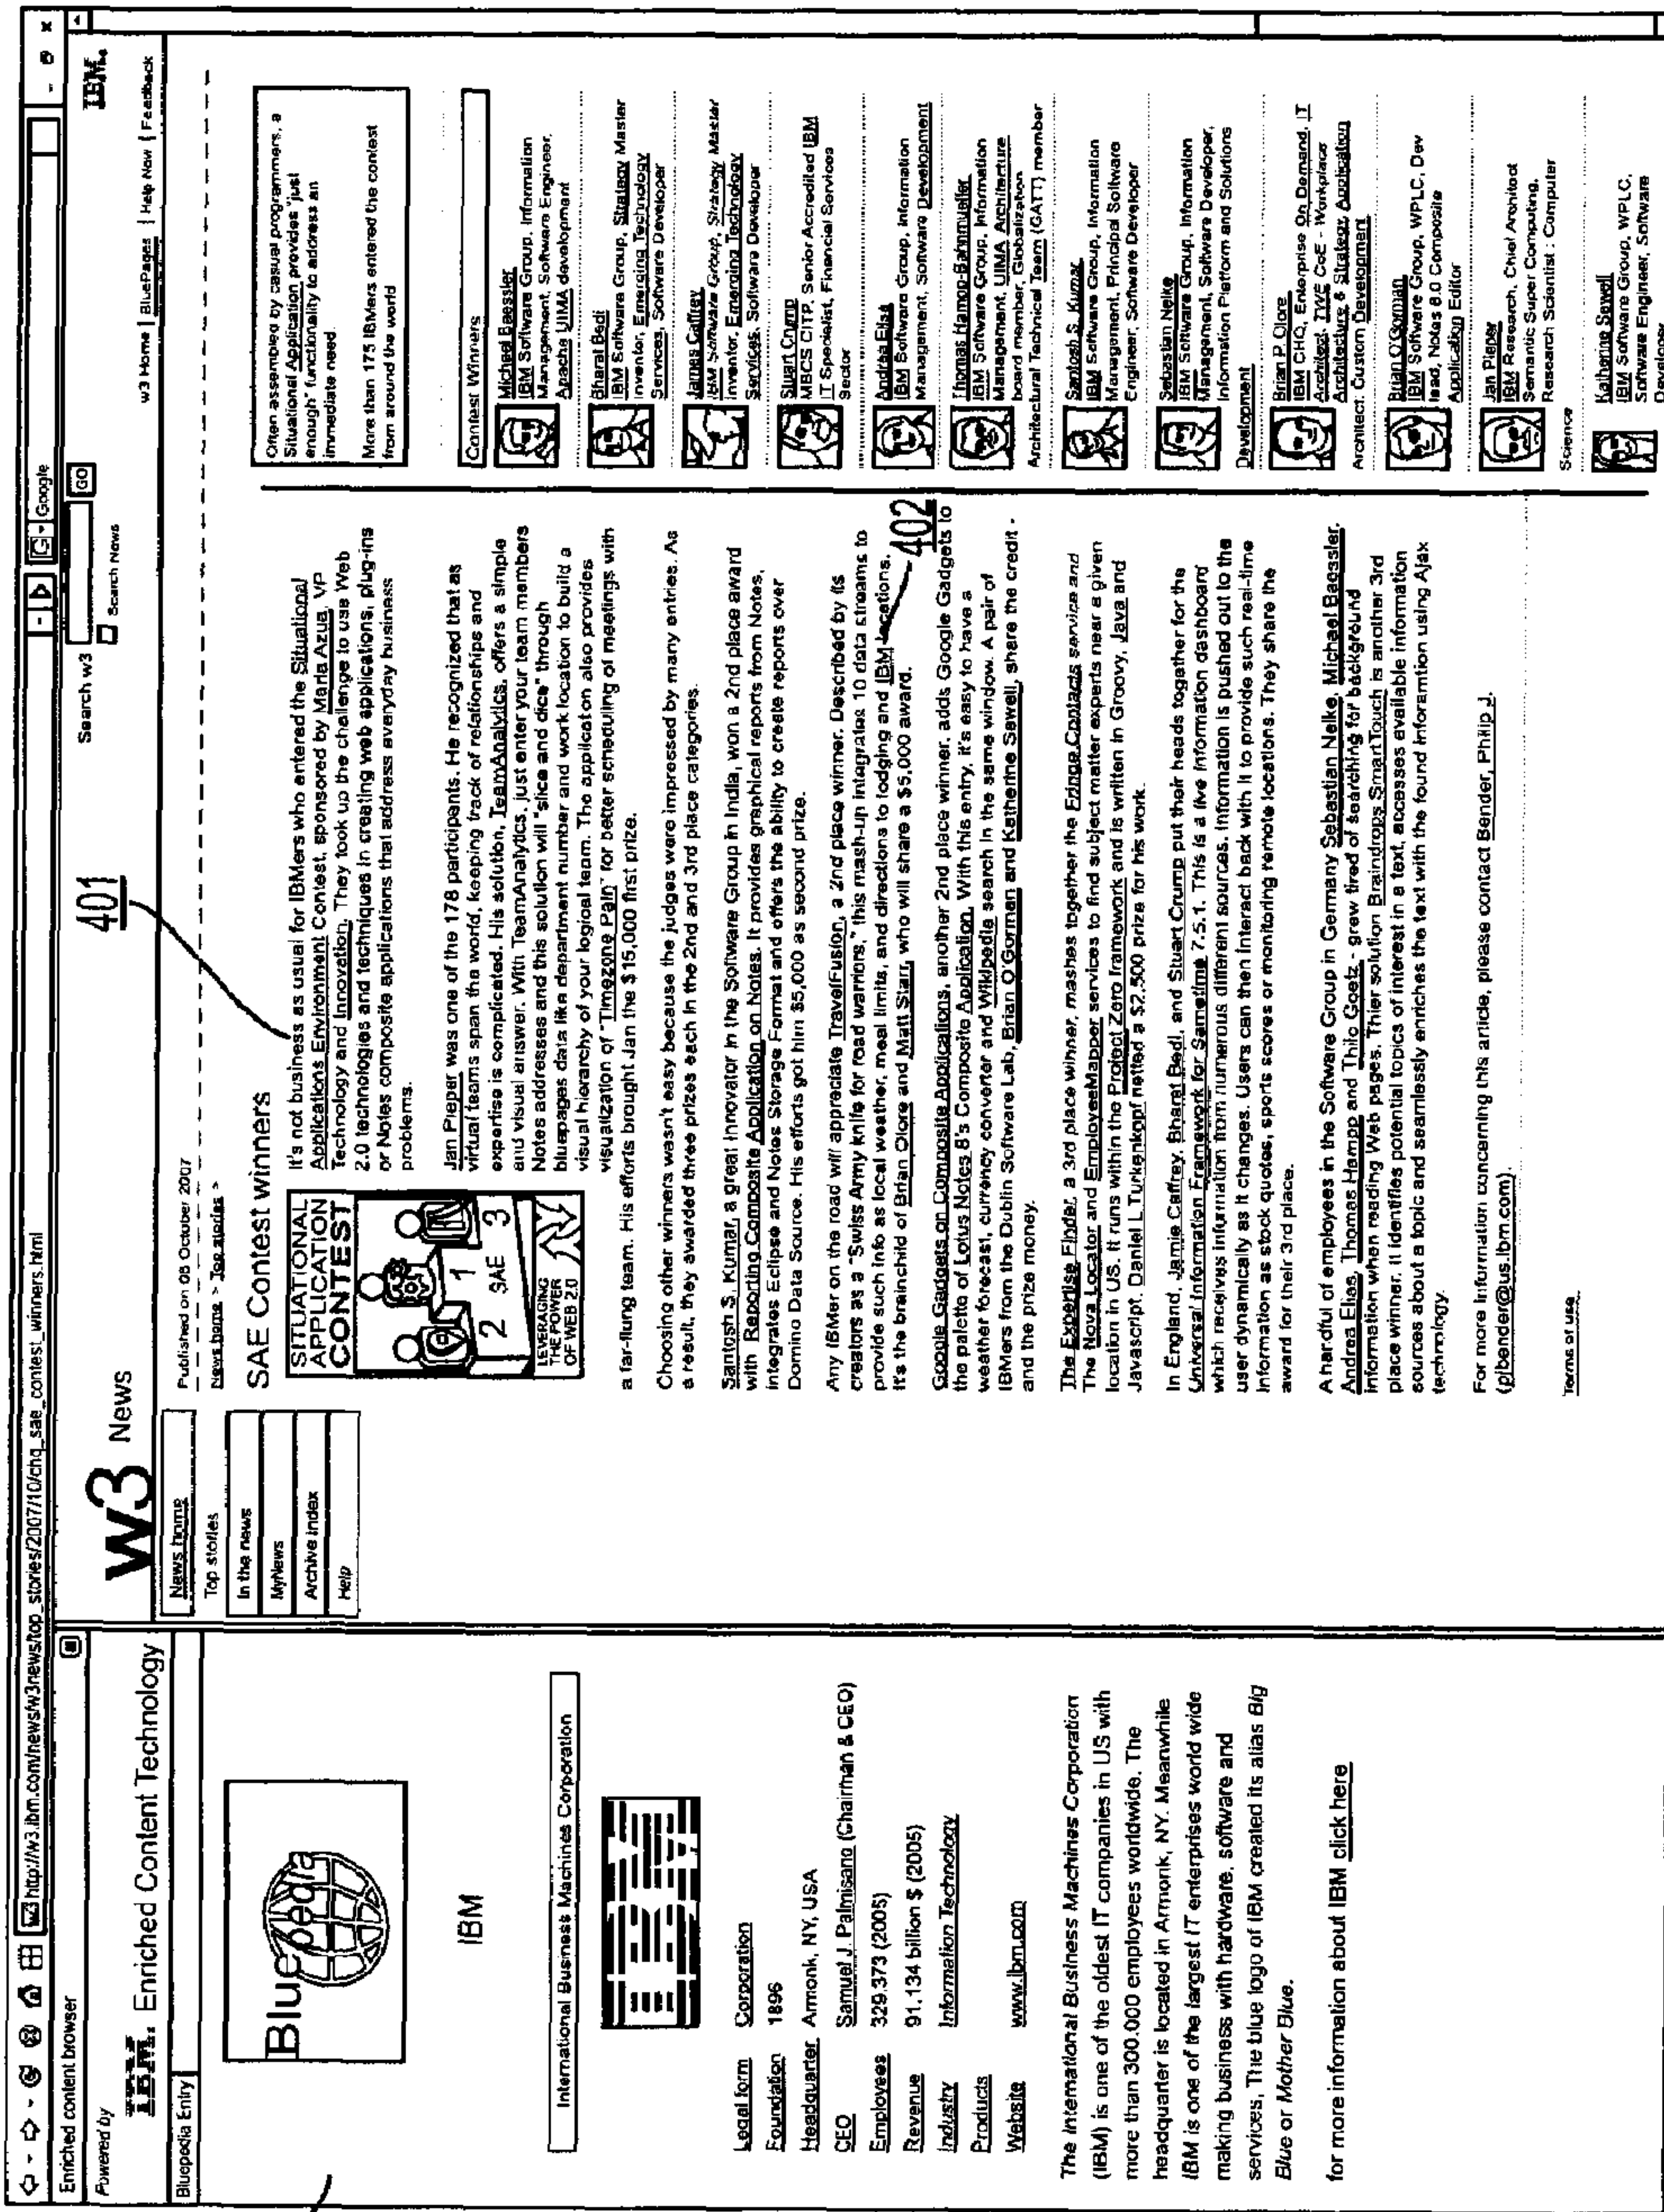 http://w3.ibm.com/news/w3news/top_stories/2007/10/chq_sae_contest_winners.html
G
Google
Enriched content browser
Powered by
IBM. Enriched Content Technology
Bluepedia Entry
Bluepedia
IBM
International Business Machines Corporation
IBM
Legal form Corporation
Foundation 1896
Headquarter Armonk, NY, USA
CEO Samuel J. Palmisano (Chairman & CEO)
Employees 329.373 (2005)
Revenue 91.134 billion $ (2005)
Industry Information Technology
Products
Website www.ibm.com
The International Business Machines Corporation
(IBM) is one of the oldest IT companies in US with
more than 300.000 employees worldwide. The
headquarter is located in Armonk, NY. Meanwhile
IBM is one of the largest IT enterprises world wide
making business with hardware, software and
services. The blue logo of IBM created its alias Big
Blue or Mother Blue.
for more information about IBM click here
w3 News
Search w3
GO
Search News
IBM.
w3 Home | BluePages | Help Now | Feedback
News home
Top stories
In the news
MyNews
Archive index
Help
401
Published on 08 October 2007
News home > Top stories >
SAE Contest winners
SITUATIONAL
APPLICATION
CONTEST
2 1 3
SAE
LEVERAGING
THE POWER
OF WEB 2.0
It's not business as usual for IBMers who entered the Situational
Applications Environment Contest, sponsored by Maria Azua, VP
Technology and Innovation. They took up the challenge to use Web
2.0 technologies and techniques in creating web applications, plug-ins
or Notes composite applications that address everyday business
problems.
Jan Pieper was one of the 178 participants. He recognized that as
virtual teams span the world, keeping track of relationships and
expertise is complicated. His solution, TeamAnalytics, offers a simple
and visual answer. With TeamAnalytics, just enter your team members
Notes addresses and this solution will "slice and dice" through
bluepages data like department number and work location to build a
visual hierarchy of your logical team. The applicaton also provides
visualization of "Timezone Pain" for better scheduling of meetings with
a far-flung team. His efforts brought Jan the $15,000 first prize.
Choosing other winners wasn't easy because the judges were impressed by many entries. As
a result, they awarded three prizes each in the 2nd and 3rd place categories.
Santosh S. Kumar, a great innovator in the Software Group in India, won a 2nd place award
with Reporting Composite Application on Notes. It provides graphical reports from Notes,
integrates Eclipse and Notes Storage Format and offers the ability to create reports over
Domino Data Source. His efforts got him $5,000 as second prize.
Any IBMer on the road will appreciate TravelFusion, a 2nd place winner. Described by its
creators as a "Swiss Army knife for road warriors," this mash-up integrates 10 data streams to
provide such info as local weather, meal limits, and directions to lodging and IBM locations.
It's the brainchild of Brian Olore and Matt Starr, who will share a $5,000 award.
402
Google Gadgets on Composite Applications, another 2nd place winner, adds Google Gadgets to
the palette of Lotus Notes 8's Composite Application. With this entry, it's easy to have a
weather forecast, currency converter and Wikipedia search in the same window. A pair of
IBMers from the Dublin Software Lab, Brian O'Gorman and Katherine Sewell, share the credit -
and the prize money.
The Expertise Finder, a 3rd place winner, mashes together the Fringe Contacts service and
The Nova Locator and EmployeeMapper services to find subject matter experts near a given
location in US. It runs within the Project Zero framework and is written in Groovy, Java and
Javascript. Daniel L Turkenkopf netted a $2,500 prize for his work.
In England, Jamie Caffrey, Bharat Bedi, and Stuart Crump put their heads together for the
Universal Information Framework for Sametime 7.5.1. This is a live information dashboard
which receives information from numerous different sources. Information is pushed out to the
user dynamically as it changes. Users can then interact back with it to provide such real-time
information as stock quotes, sports scores or monitoring remote locations. They share the
award for their 3rd place.
A handful of employees in the Software Group in Germany Sebastian Nelke, Michael Baessler,
Andrea Elias, Thomas Hampp and Thilo Goetz - grew tired of searching for background
information when reading Web pages. Thier solution Braindrops SmartTouch is another 3rd
place winner. It identifies potential topics of interest in a text, accesses available information
sources about a topic and seamlessly enriches the text with the found inforamtion using Ajax
technology.
For more information concerning this article, please contact Bender, Philip J.
(pjbender@us.ibm.com).
Terms of use
Often assembled by casual programmers, a
Situational Application provides "just
enough" functionality to address an
immediate need
More than 175 IBMers entered the contest
from around the world
Contest Winners
Michael Baessler
IBM Software Group, Information
Management, Software Engineer,
Apache UIMA development
Bharat Bedi
IBM Software Group, Strategy Master
Inventor, Emerging Technology
Services, Software Developer
James Caffrey
IBM Software Group, Strategy Master
Inventor, Emerging Technology
Services, Software Developer
Stuart Crump
MBCS CITP, Senior Accredited IBM
IT Specialist, Financial Services
Sector
Andrea Elias
IBM Software Group, Information
Management, Software Development
Thomas Hampp-Bahnmueller
IBM Software Group, Information
Management, UIMA Architecture
board member, Globalization
Architectural Technical Team (GATT) member
Santosh S. Kumar
IBM Software Group, Information
Management, Principal Software
Engineer, Software Developer
Sebastian Nelke
IBM Software Group, Information
Management, Software Developer,
Information Platform and Solutions
Development
Brian P. Olore
IBM CHQ, Enterprise On Demand, IT
Architect, TWE CoE - Workplace
Architecture & Strategy, Application
Architect, Custom Development
Brian O'Gorman
IBM Software Group, WPLC, Dev
lead, Notes 8.0 Composite
Application Editor
Jan Pieper
IBM Research, Chief Architect
Semantic Super Computing,
Research Scientist : Computer
Science
Katherine Sewell
IBM Software Group, WPLC,
Software Engineer, Software
Developer